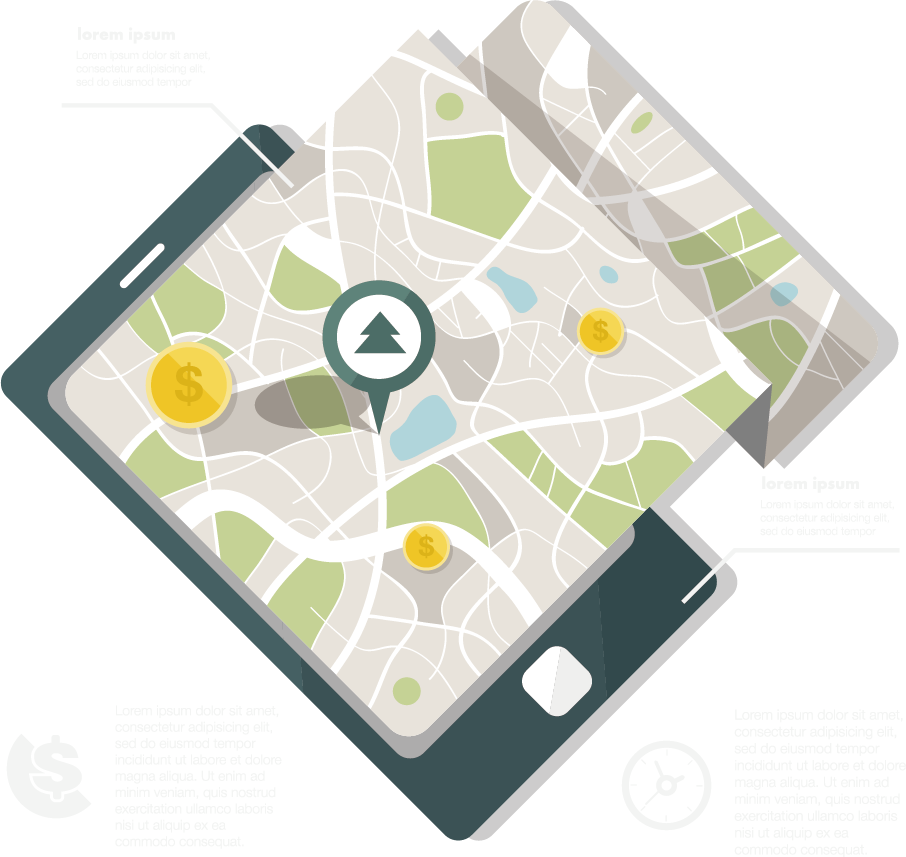 lorem ipsum
Lorem ipsum dolor sit amet,
consectetur adipisicing elit,
sed do eiusmod tempor
$
$
$
lorem ipsum
Lorem ipsum dolor sit amet,
consectetur adipisicing elit,
sed do eiusmod tempor
$
Lorem ipsum dolor sit amet,
consectetur adipisicing elit,
sed do eiusmod tempor
incididunt ut labore et dolore
magna aliqua. Ut enim ad
minim veniam, quis nostrud
exercitation ullamco laboris
nisi ut aliquip ex ea
commodo consequat.
Lorem ipsum dolor sit amet,
consectetur adipisicing elit,
sed do eiusmod tempor
incididunt ut labore et dolore
magna aliqua. Ut enim ad
minim veniam, quis nostrud
exercitation ullamco laboris
nisi ut aliquip ex ea
commodo consequat.